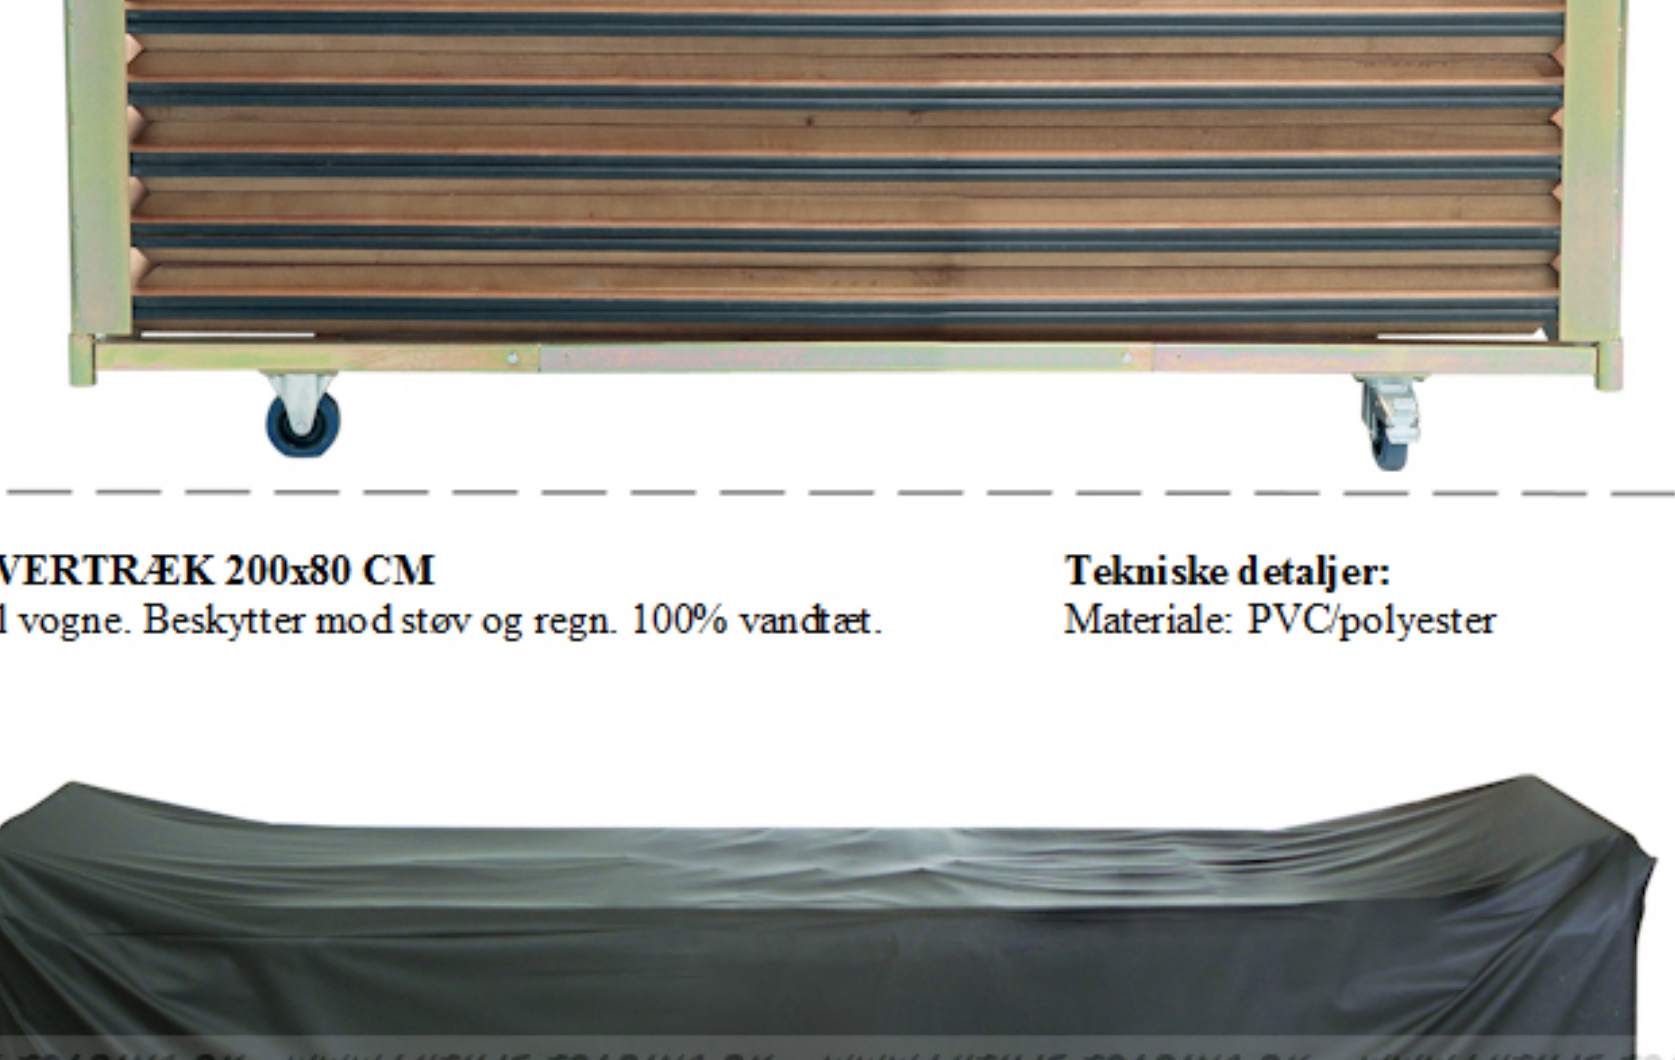 VERTRÆK 200x80 CM
l vogne. Beskytter mod støv og regn. 100% vandtæt.
Tekniske detaljer:
Materiale: PVC/polyester